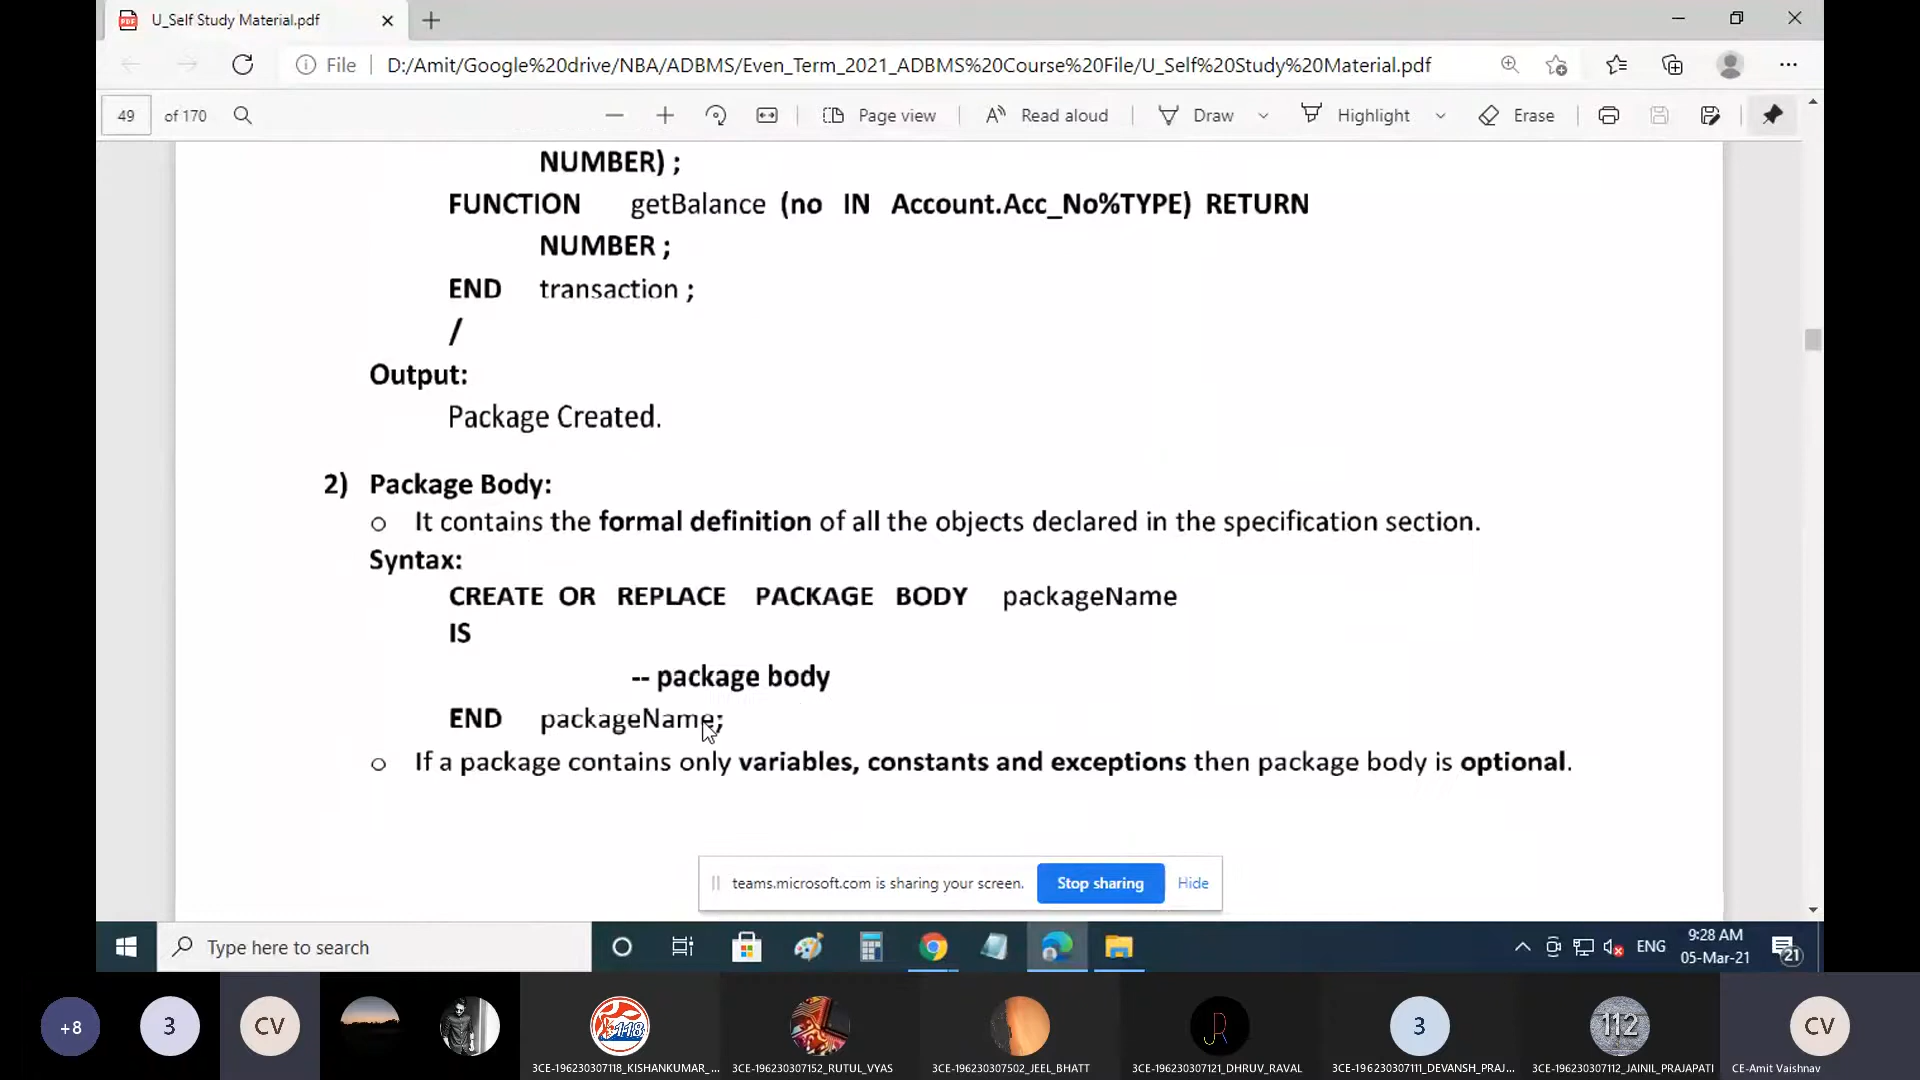 U_Self Study Material.pdf
File D:/Amit/Google%20drive/NBA/ADBMS/Even_Term_2021_ADBMS%20Course%20File/U_Self%20Study%20Material.pdf
49 of 170 Page view Read aloud Draw Highlight Erase
NUMBER) ;
FUNCTION getBalance (no IN Account.Acc_No%TYPE) RETURN
NUMBER ;
END transaction ;
/
Output:
Package Created.
2) Package Body:
o It contains the formal definition of all the objects declared in the specification section.
Syntax:
CREATE OR REPLACE PACKAGE BODY packageName
IS
-- package body
END packageName;
o If a package contains only variables, constants and exceptions then package body is optional.
teams.microsoft.com is sharing your screen. Stop sharing Hide
Type here to search
ENG
9:28 AM
05-Mar-21
21
+8 3 CV 118 JR 3 112 CV
3CE-196230307118_KISHANKUMAR_... 3CE-196230307152_RUTUL_VYAS 3CE-196230307502_JEEL_BHATT 3CE-196230307121_DHRUV_RAVAL 3CE-196230307111_DEVANSH_PRAJ... 3CE-196230307112_JAINIL_PRAJAPATI CE-Amit Vaishnav